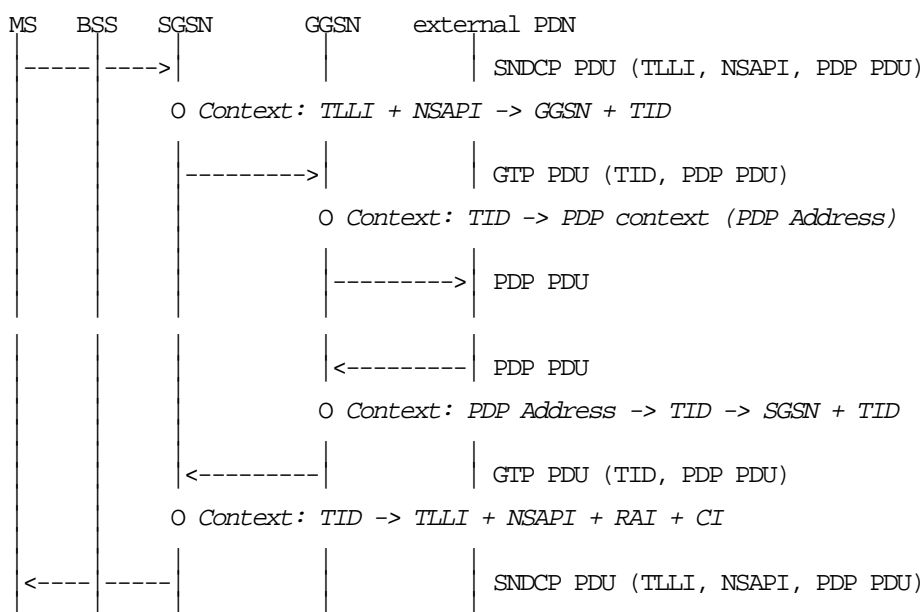 MS BSS SGSN GGSN external PDN
SNDCP PDU (TLLI, NSAPI, PDP PDU)
O Context: TLLI + NSAPI -> GGSN + TID
GTP PDU (TID, PDP PDU)
O Context: TID -> PDP context (PDP Address)
PDP PDU
PDP PDU
O Context: PDP Address -> TID -> SGSN + TID
GTP PDU (TID, PDP PDU)
O Context: TID -> TLLI + NSAPI + RAI + CI
SNDCP PDU (TLLI, NSAPI, PDP PDU)